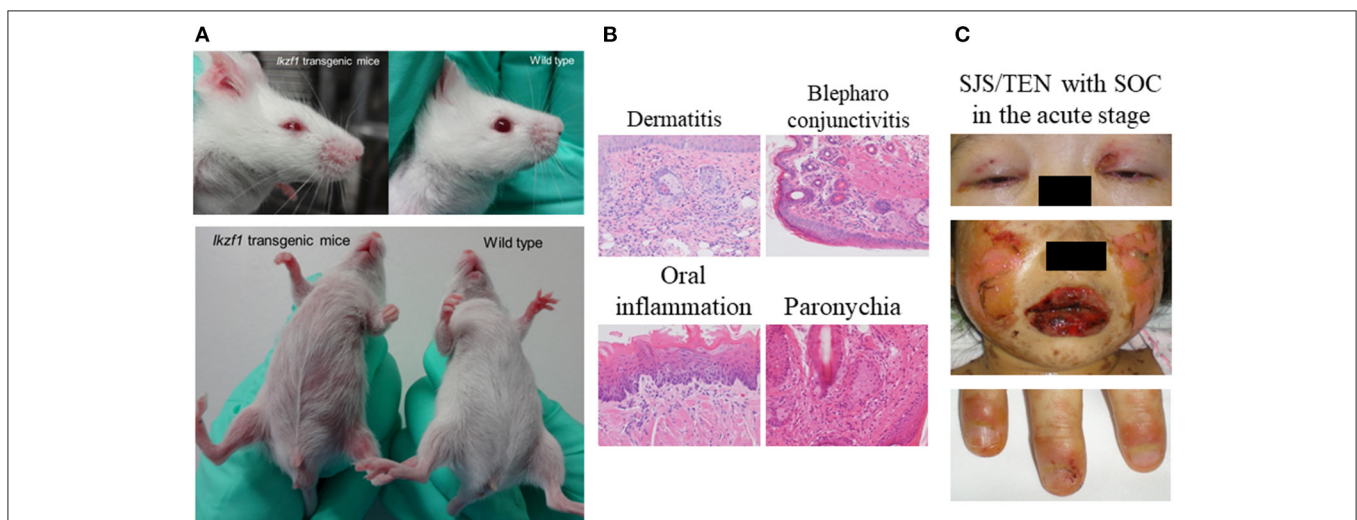 A
Ikzf1 transgenic mice
Wild type
Ikzf1 transgenic mice
Wild type
B
Dermatitis
Blepharo
conjunctivitis
Oral
inflammation
Paronychia
C
SJS/TEN with SOC
in the acute stage